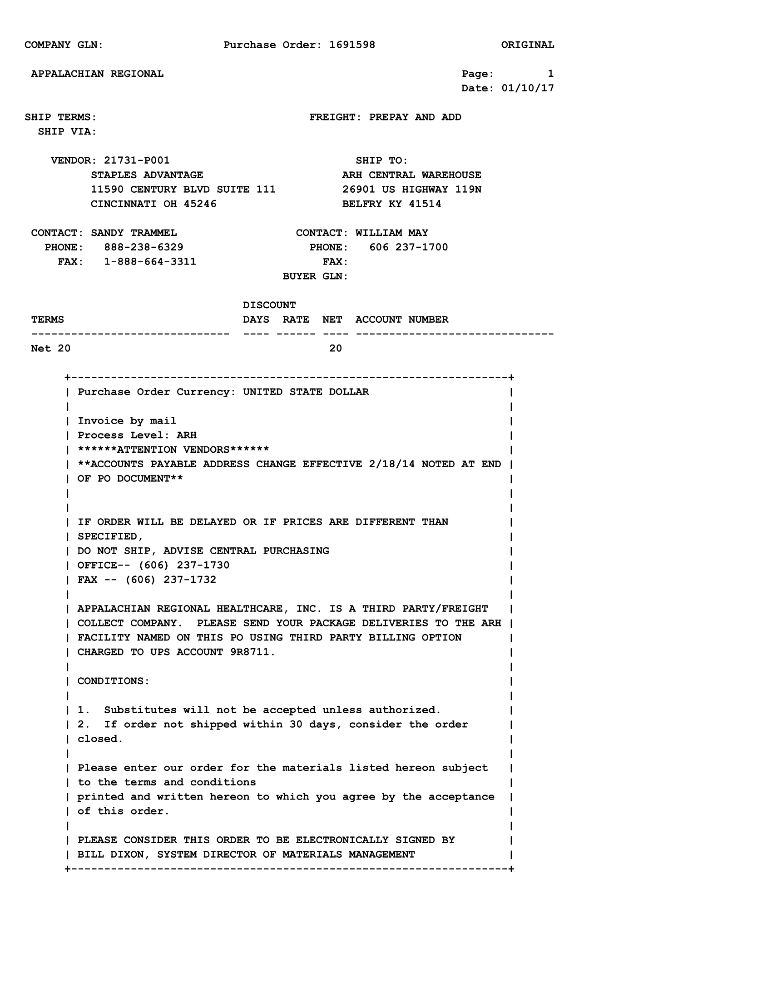 COMPANY GLN:                  Purchase Order: 1691598                   ORIGINAL
 APPALACHIAN REGIONAL                                             Page:        1
                                                                  Date: 01/10/17
SHIP TERMS:                                FREIGHT: PREPAY AND ADD
  SHIP VIA:
    VENDOR: 21731-P001                            SHIP TO:
          STAPLES ADVANTAGE                     ARH CENTRAL WAREHOUSE
          11590 CENTURY BLVD SUITE 111          26901 US HIGHWAY 119N
          CINCINNATI OH 45246                   BELFRY KY 41514
 CONTACT: SANDY TRAMMEL                  CONTACT: WILLIAM MAY
   PHONE:   888-238-6329                   PHONE:   606 237-1700
     FAX:   1-888-664-3311                   FAX:
                                       BUYER GLN:
                                 DISCOUNT
 TERMS                           DAYS  RATE  NET  ACCOUNT NUMBER
 ------------------------------  ---- ------ ---- ------------------------------
 Net 20                                       20
      +------------------------------------------------------------------+
      | Purchase Order Currency: UNITED STATE DOLLAR                     |
      |                                                                  |
      | Invoice by mail                                                  |
      | Process Level: ARH                                               |
      | ******ATTENTION VENDORS******                                    |
      | **ACCOUNTS PAYABLE ADDRESS CHANGE EFFECTIVE 2/18/14 NOTED AT END |
      | OF PO DOCUMENT**                                                 |
      |                                                                  |
      |                                                                  |
      | IF ORDER WILL BE DELAYED OR IF PRICES ARE DIFFERENT THAN         |
      | SPECIFIED,                                                       |
      | DO NOT SHIP, ADVISE CENTRAL PURCHASING                           |
      | OFFICE-- (606) 237-1730                                          |
      | FAX -- (606) 237-1732                                            |
      |                                                                  |
      | APPALACHIAN REGIONAL HEALTHCARE, INC. IS A THIRD PARTY/FREIGHT   |
      | COLLECT COMPANY.  PLEASE SEND YOUR PACKAGE DELIVERIES TO THE ARH |
      | FACILITY NAMED ON THIS PO USING THIRD PARTY BILLING OPTION       |
      | CHARGED TO UPS ACCOUNT 9R8711.                                   |
      |                                                                  |
      | CONDITIONS:                                                      |
      |                                                                  |
      | 1.  Substitutes will not be accepted unless authorized.          |
      | 2.  If order not shipped within 30 days, consider the order      |
      | closed.                                                          |
      |                                                                  |
      | Please enter our order for the materials listed hereon subject   |
      | to the terms and conditions                                      |
      | printed and written hereon to which you agree by the acceptance  |
      | of this order.                                                   |
      |                                                                  |
      | PLEASE CONSIDER THIS ORDER TO BE ELECTRONICALLY SIGNED BY        |
      | BILL DIXON, SYSTEM DIRECTOR OF MATERIALS MANAGEMENT              |
      +------------------------------------------------------------------+